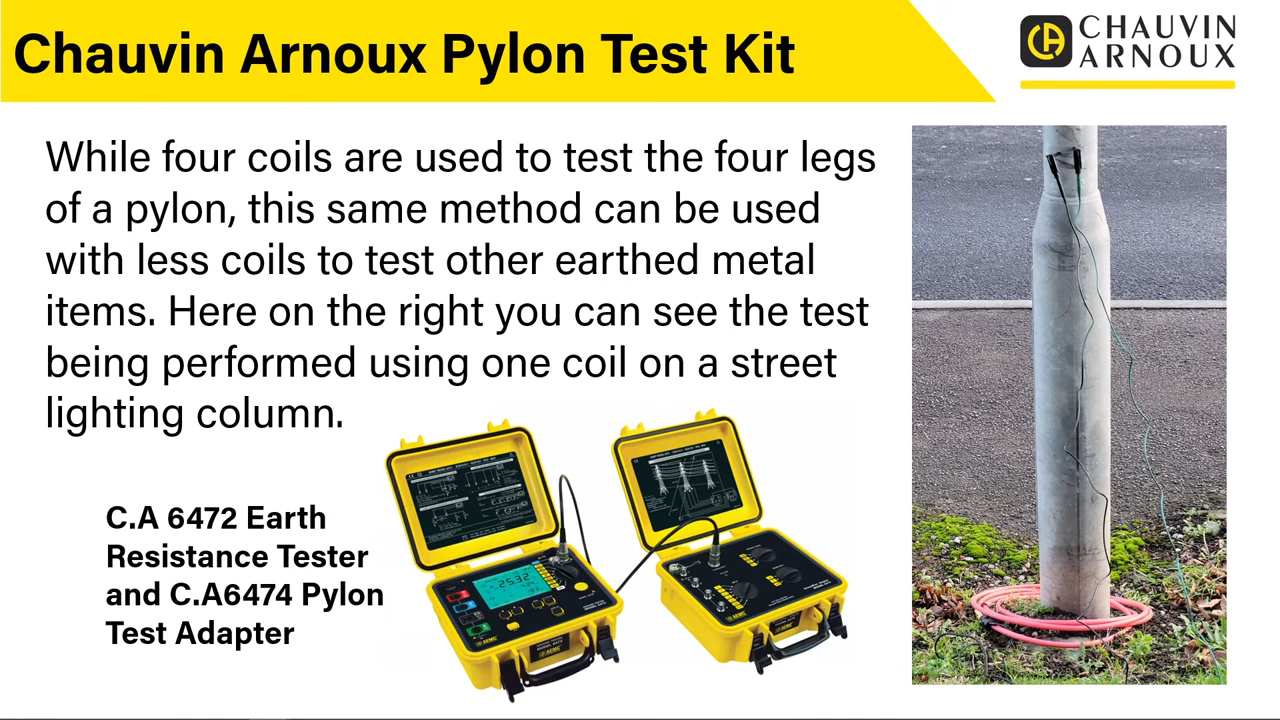 Chauvin Arnoux Pylon Test Kit
CHAUVIN
ARNOUX
While four coils are used to test the four legs
of a pylon, this same method can be used
with less coils to test other earthed metal
items. Here on the right you can see the test
being performed using one coil on a street
lighting column.
C.A 6472 Earth
Resistance Tester
and C.A6474 Pylon
Test Adapter
25.32
AEMC